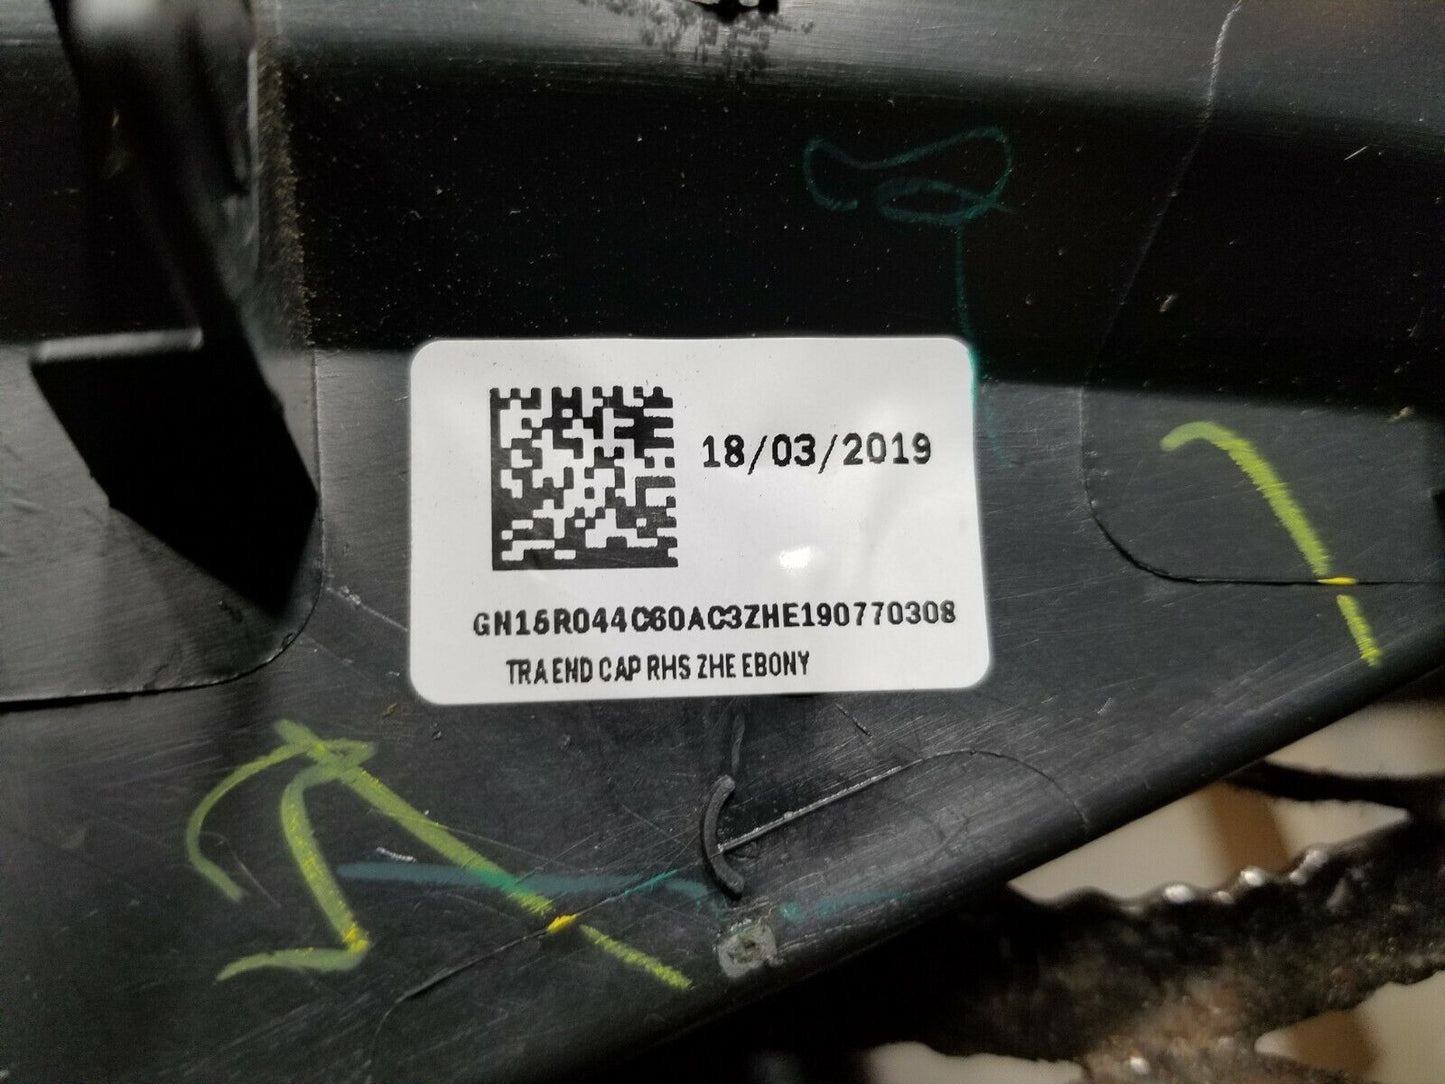 18/03/2019
GN15R044C60AC3ZHE190770308
TRA END CAP RHS ZHE EBONY